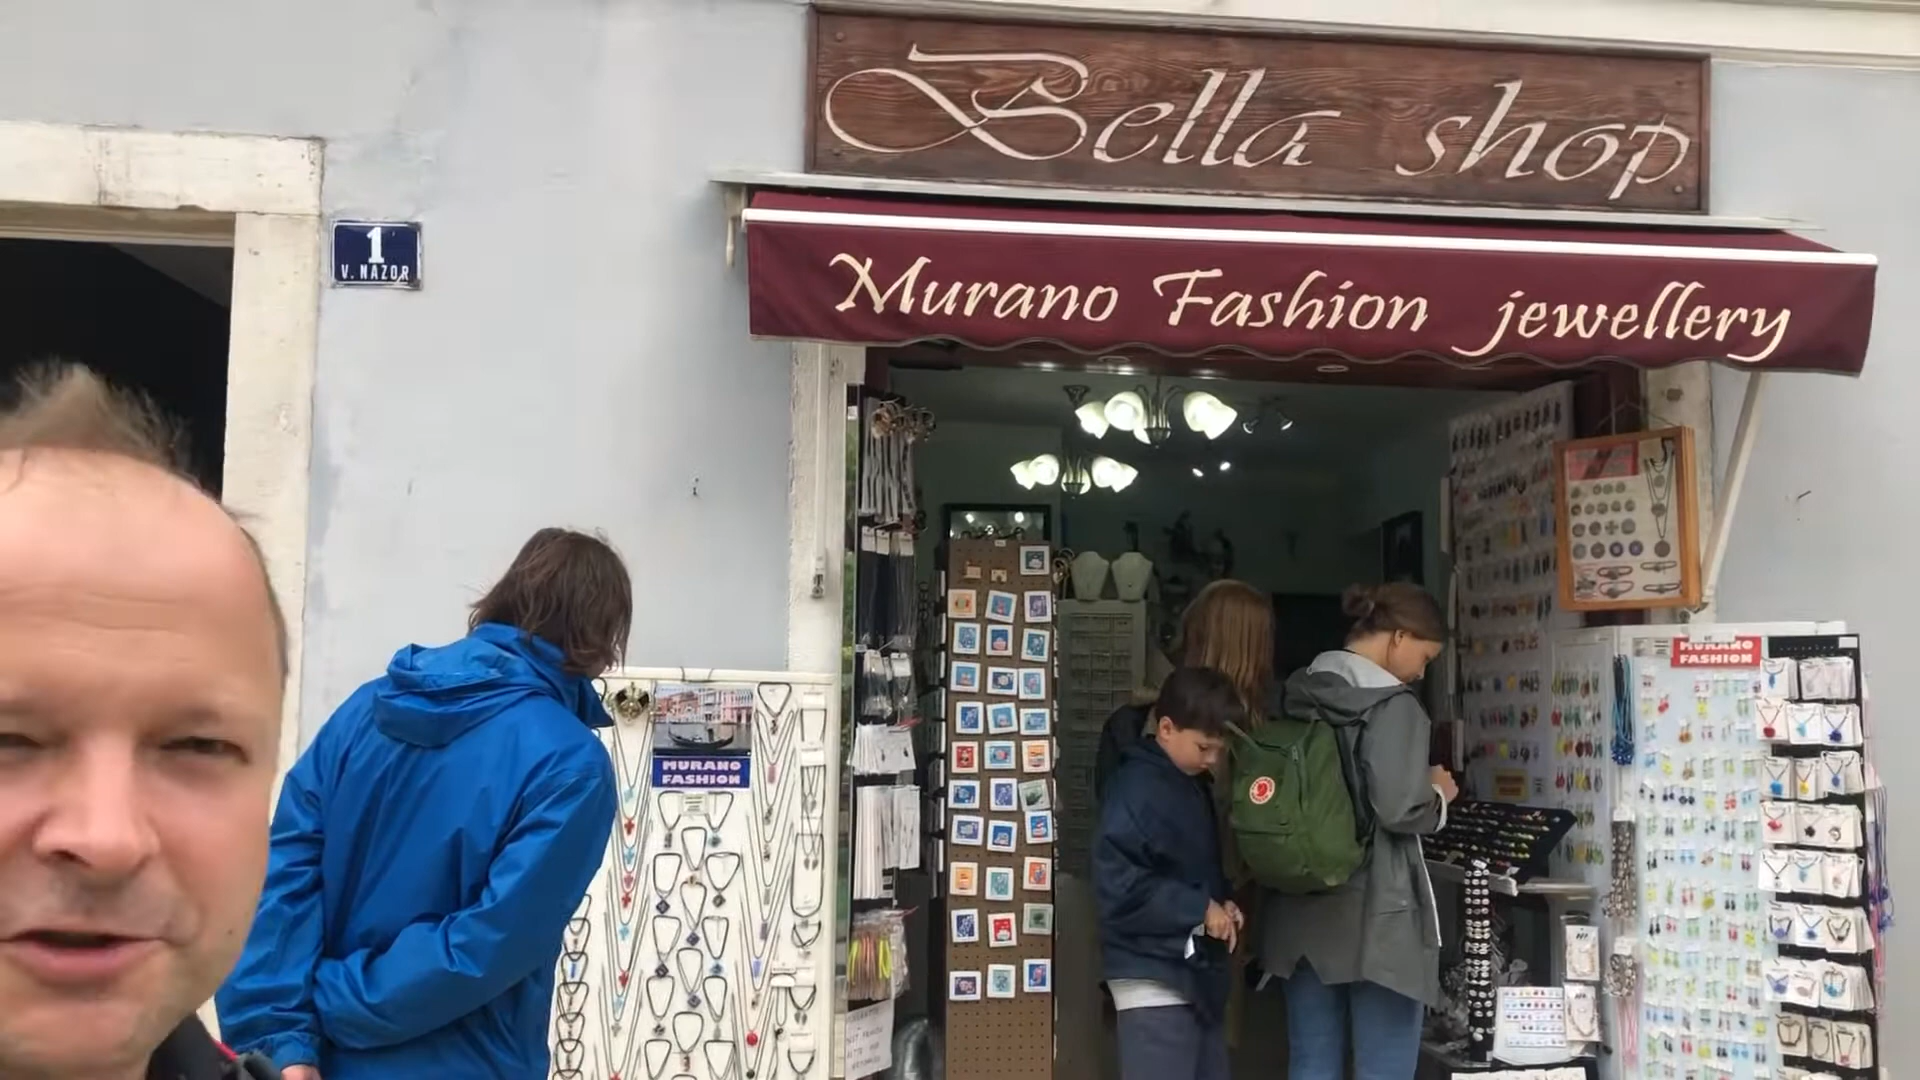 Bella shop
Murano Fashion jewellery
1
V. NAZOR
MURANO
FASHION
MURANO
FASHION